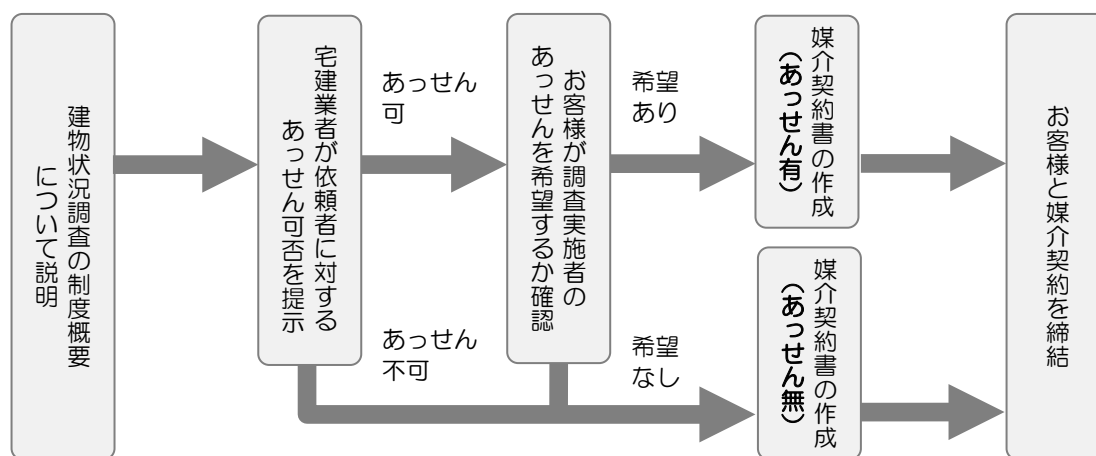 建物状況調査の制度概要
について説明
宅建業者が依頼者に対する
あっせん可否を提示
あっせん
可
あっせん
不可
お客様が調査実施者の
あっせんを希望するか確認
希望
あり
希望
なし
媒介契約書の作成
（あっせん有）
媒介契約書の作成
（あっせん無）
お客様と媒介契約を締結